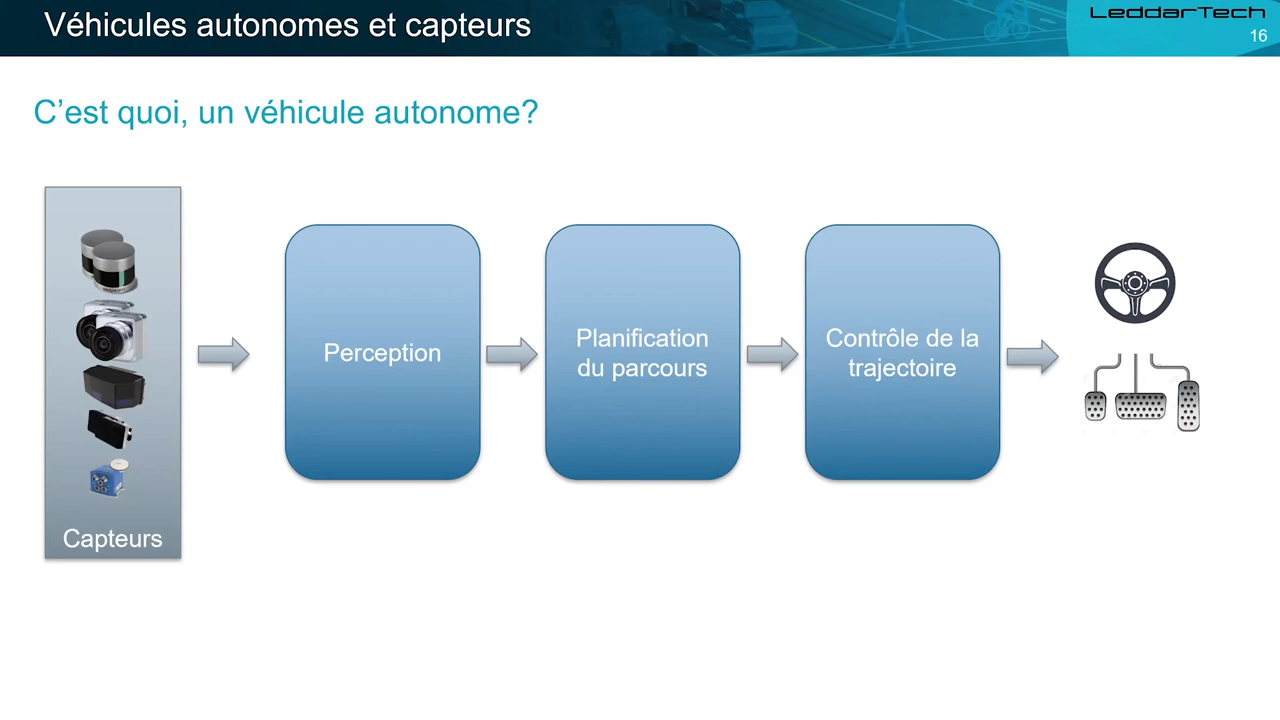 Véhicules autonomes et capteurs
LeddarTech
16
C’est quoi, un véhicule autonome?
Perception
Planification
du parcours
Contrôle de la
trajectoire
Capteurs